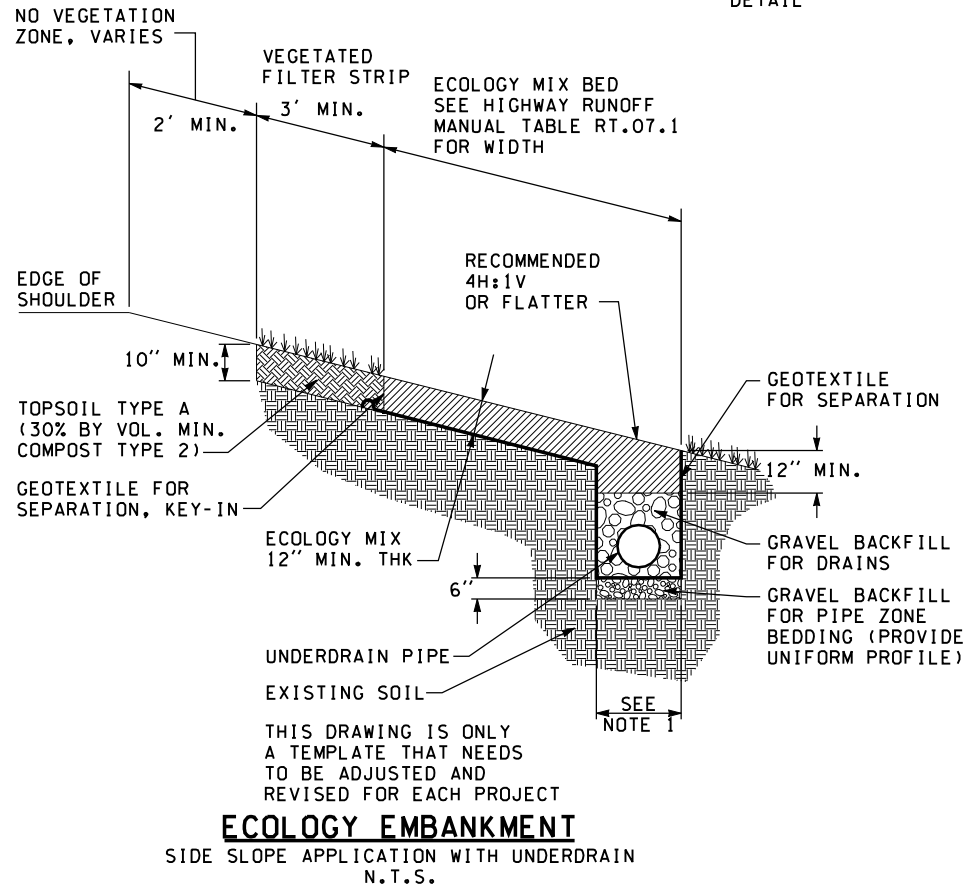 DETAIL
NO VEGETATION
ZONE, VARIES
VEGETATED
FILTER STRIP
3' MIN.
2' MIN.
ECOLOGY MIX BED
SEE HIGHWAY RUNOFF
MANUAL TABLE RT.07.1
FOR WIDTH
RECOMMENDED
4H:1V
OR FLATTER
EDGE OF
SHOULDER
10" MIN.
TOPSOIL TYPE A
(30% BY VOL. MIN.
COMPOST TYPE 2)
GEOTEXTILE FOR
SEPARATION, KEY-IN
ECOLOGY MIX
12" MIN. THK
6"
GEOTEXTILE
FOR SEPARATION
12" MIN.
GRAVEL BACKFILL
FOR DRAINS
GRAVEL BACKFILL
FOR PIPE ZONE
BEDDING (PROVIDE
UNIFORM PROFILE)
UNDERDRAIN PIPE
EXISTING SOIL
SEE
NOTE 1
THIS DRAWING IS ONLY
A TEMPLATE THAT NEEDS
TO BE ADJUSTED AND
REVISED FOR EACH PROJECT
ECOLOGY EMBANKMENT
SIDE SLOPE APPLICATION WITH UNDERDRAIN
N.T.S.